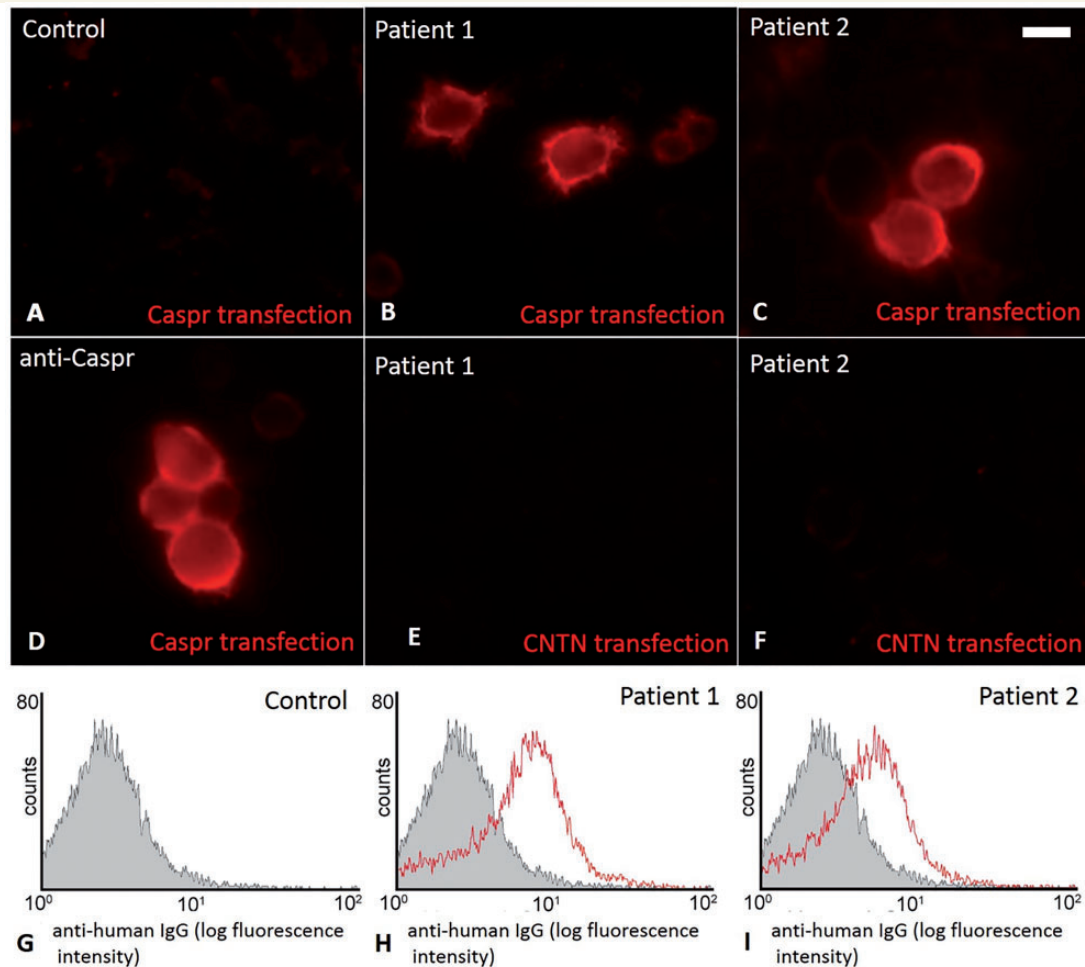 Control
Patient 1
Patient 2
A
Caspr transfection
B
Caspr transfection
C
Caspr transfection
anti-Caspr
Patient 1
Patient 2
D
Caspr transfection
E
CNTN transfection
F
CNTN transfection
80
Control
counts
10⁰
10¹
10²
G
anti-human IgG (log fluorescence
intensity)
80
Patient 1
counts
10⁰
10¹
10²
H
anti-human IgG (log fluorescence
intensity)
80
Patient 2
counts
10⁰
10¹
10²
I
anti-human IgG (log fluorescence
intensity)